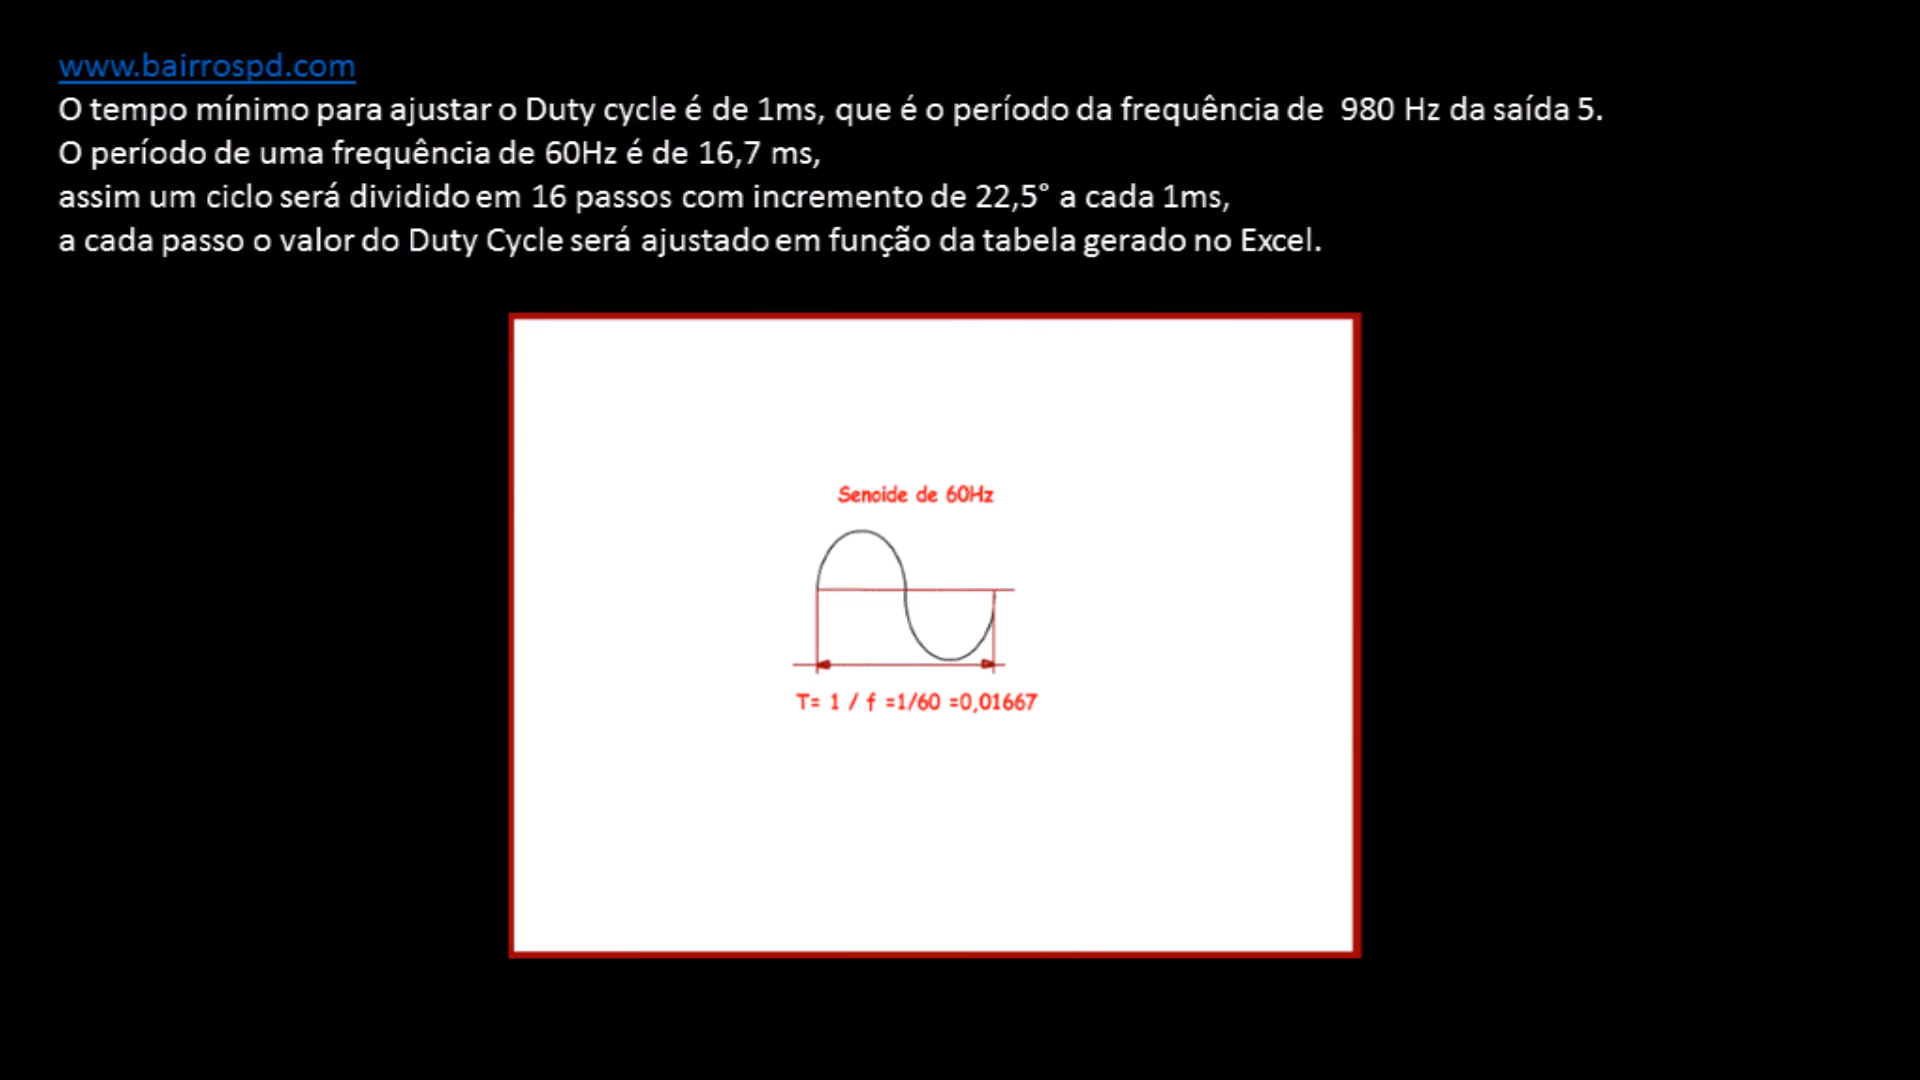 www.bairrospd.com
O tempo mínimo para ajustar o Duty cycle é de 1ms, que é o período da frequência de 980 Hz da saída 5.
O período de uma frequência de 60Hz é de 16,7 ms,
assim um ciclo será dividido em 16 passos com incremento de 22,5° a cada 1ms,
a cada passo o valor do Duty Cycle será ajustado em função da tabela gerado no Excel.
Senoide de 60Hz
T= 1 / f =1/60 =0,01667